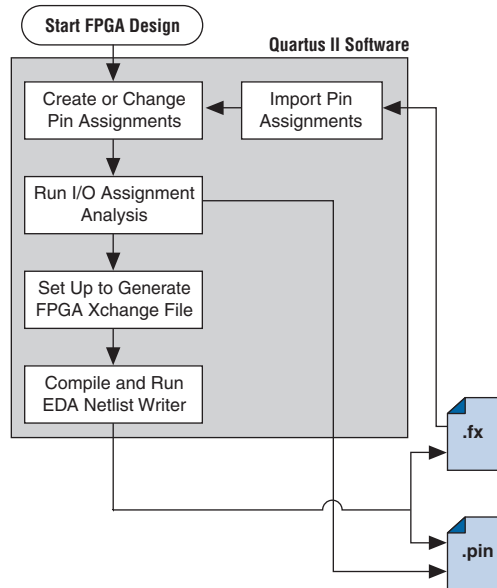 Start FPGA Design
Quartus II Software
Create or Change
Pin Assignments
Import Pin
Assignments
Run I/O Assignment
Analysis
Set Up to Generate
FPGA Xchange File
Compile and Run
EDA Netlist Writer
.fx
.pin